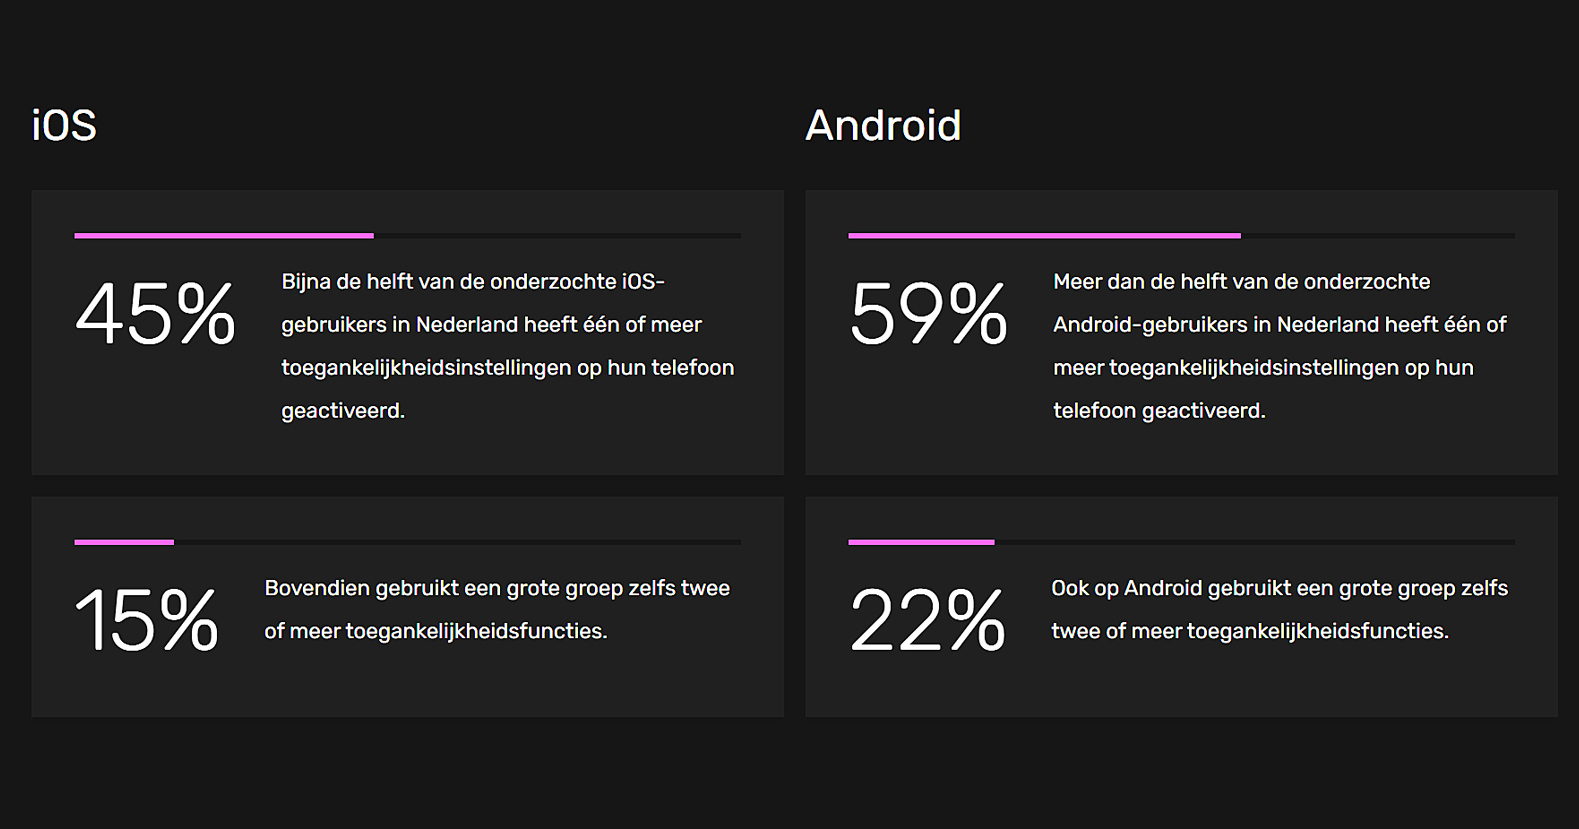 iOS
45%
Bijna de helft van de onderzochte iOS-
gebruikers in Nederland heeft één of meer
toegankelijkheidsinstellingen op hun telefoon
geactiveerd.
15%
Bovendien gebruikt een grote groep zelfs twee
of meer toegankelijkheidsfuncties.
Android
59%
Meer dan de helft van de onderzochte
Android-gebruikers in Nederland heeft één of
meer toegankelijkheidsinstellingen op hun
telefoon geactiveerd.
22%
Ook op Android gebruikt een grote groep zelfs
twee of meer toegankelijkheidsfuncties.